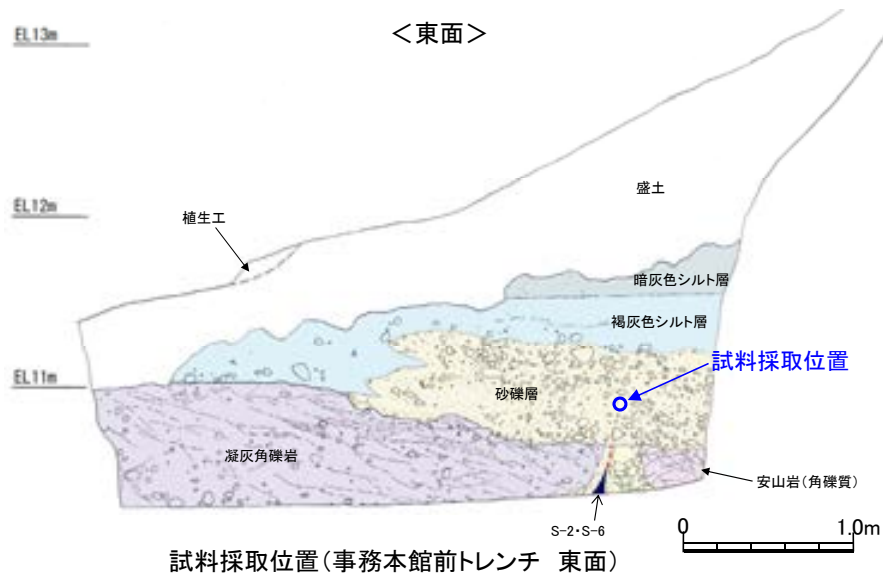 EL13m
<東面>
盛土
EL12m
植生工
暗灰色シルト層
褐灰色シルト層
試料採取位置
EL11m
砂礫層
凝灰角礫岩
安山岩(角礫質)
S-2・S-6
0 1.0m
試料採取位置(事務本館前トレンチ 東面)